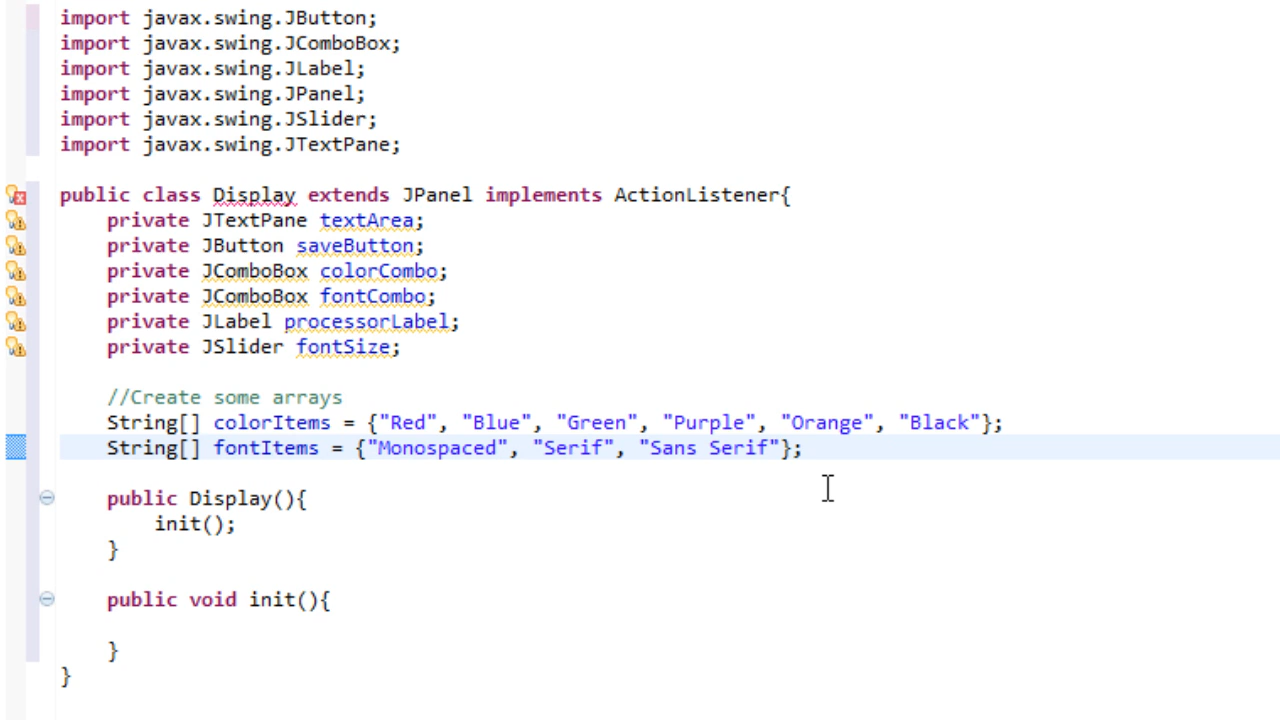 import javax.swing.JButton;
import javax.swing.JComboBox;
import javax.swing.JLabel;
import javax.swing.JPanel;
import javax.swing.JSlider;
import javax.swing.JTextPane;
public class Display extends JPanel implements ActionListener{
private JTextPane textArea;
private JButton saveButton;
private JComboBox colorCombo;
private JComboBox fontCombo;
private JLabel processorLabel;
private JSlider fontSize;
//Create some arrays
String[] colorItems = {"Red", "Blue", "Green", "Purple", "Orange", "Black"};
String[] fontItems = {"Monospaced", "Serif", "Sans Serif"};
public Display(){
init();
}
public void init(){
}
}